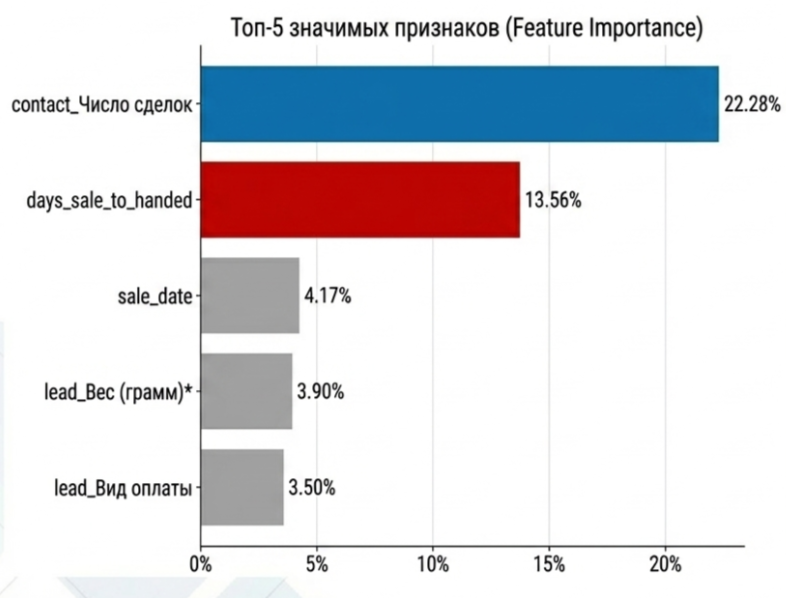 Топ-5 значимых признаков (Feature Importance)
contact_Число сделок
22.28%
days_sale_to_handed
13.56%
sale_date
4.17%
lead_Вес (грамм)*
3.90%
lead_Вид оплаты
3.50%
0% 5% 10% 15% 20%